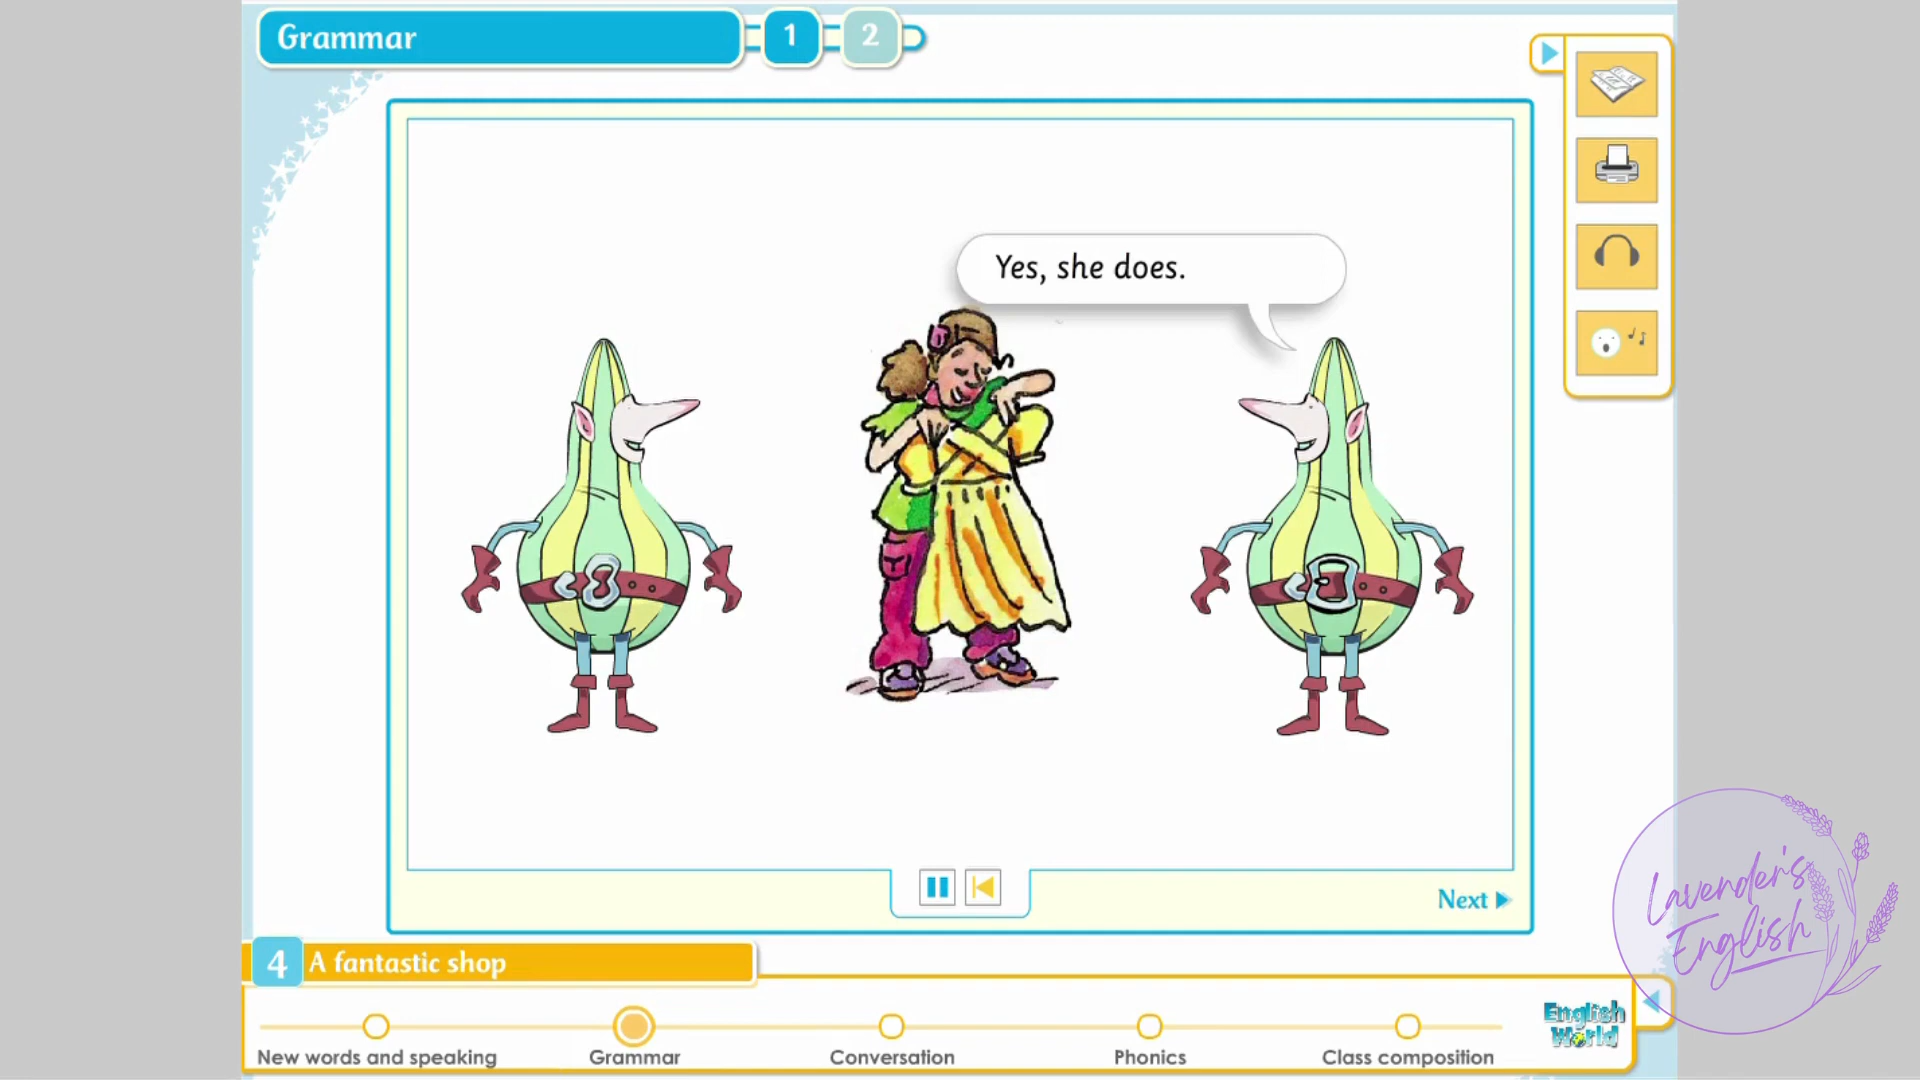 Grammar
1
2
Yes, she does.
Next
4
A fantastic shop
New words and speaking
Grammar
Conversation
Phonics
Class composition
English
World
Lavender's
English